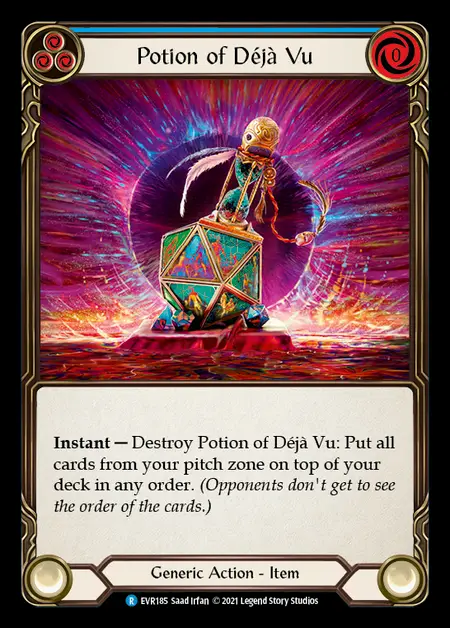 Potion of Déjà Vu
0
Instant — Destroy Potion of Déjà Vu: Put all
cards from your pitch zone on top of your
deck in any order. (Opponents don't get to see
the order of the cards.)
Generic Action - Item
R EVR185 Saad Irfan © 2021 Legend Story Studios